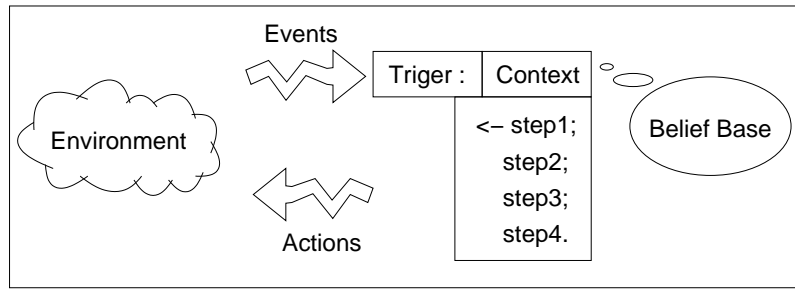 Events
Triger : Context
Environment
<– step1;
Belief Base
step2;
step3;
step4.
Actions